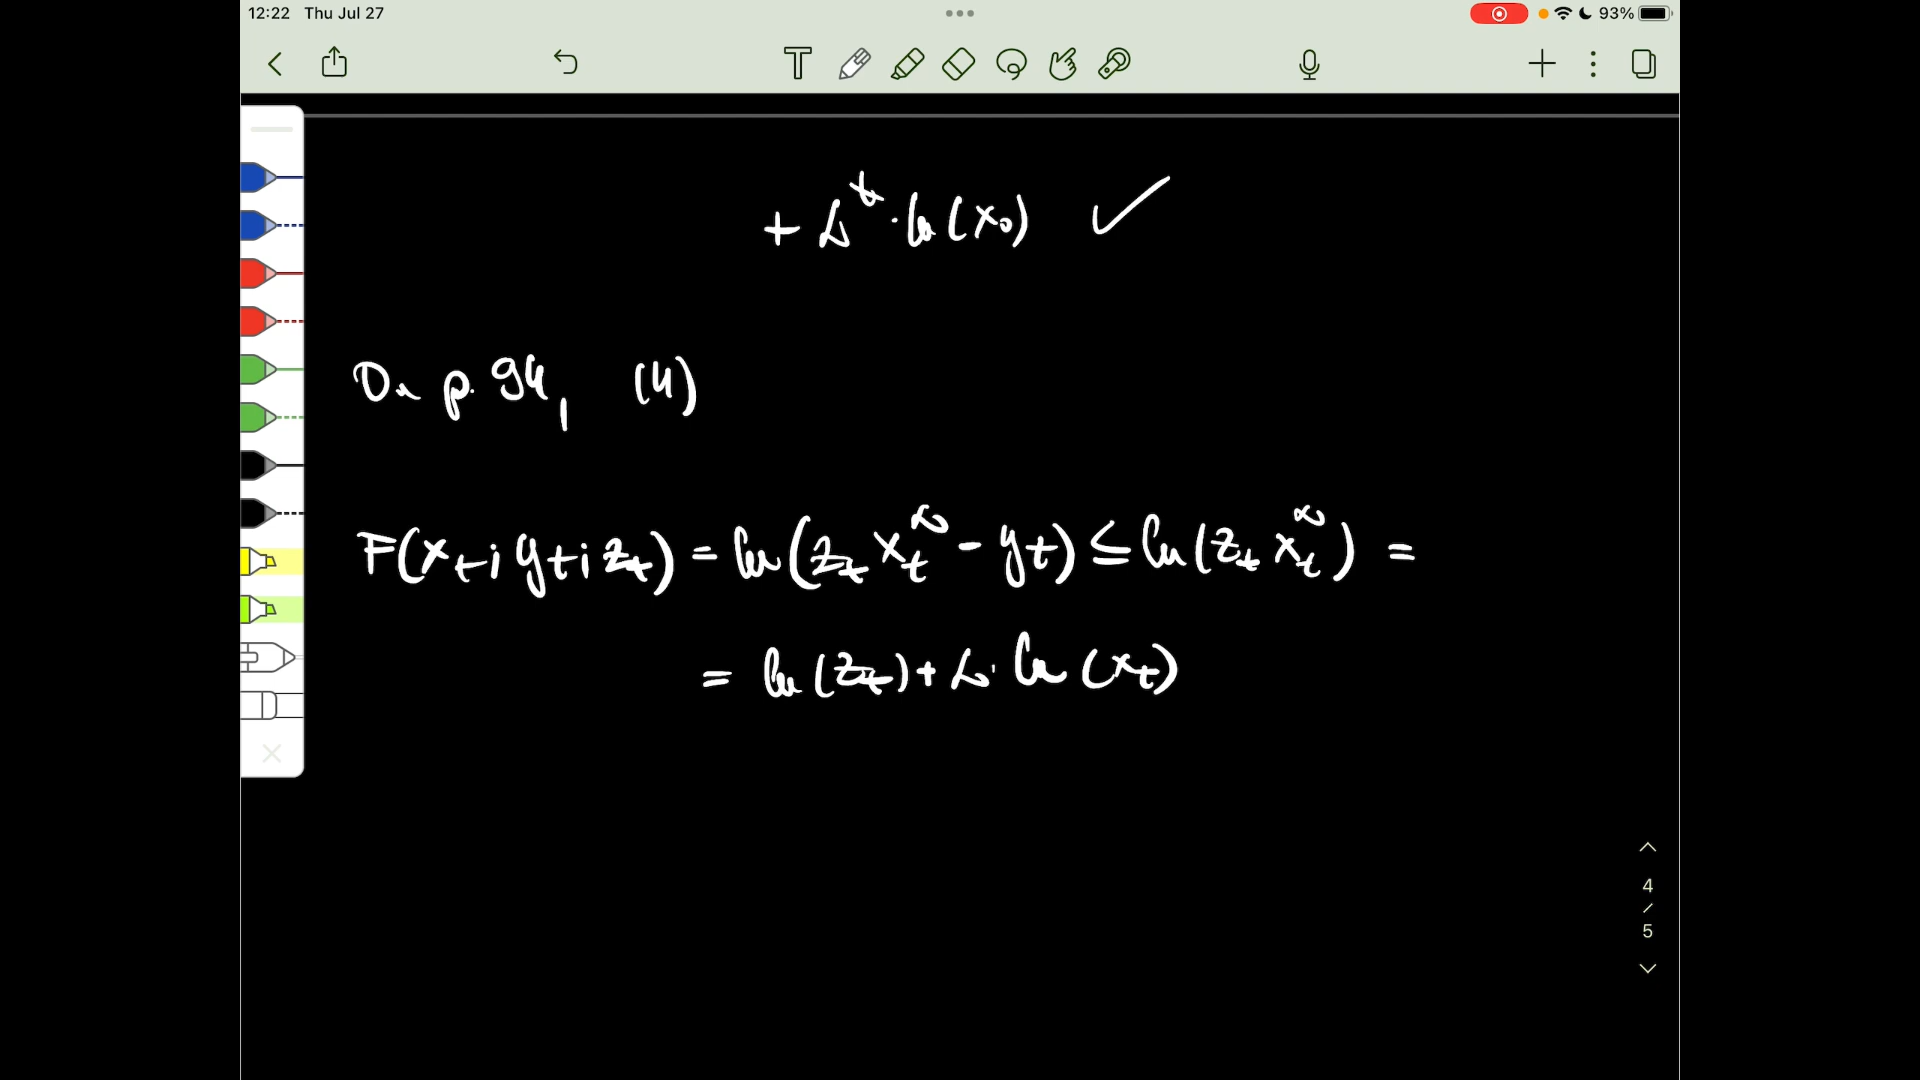 12:22 Thu Jul 27 93%
+ α^t · ln(x₀) ✓
On p. 94, (4)
F(x_t, y_t, z_t) = ln(z_t x_t^α - y_t) ≤ ln(z_t x_t^α) =
= ln(z_t) + α · ln(x_t)
4
/
5